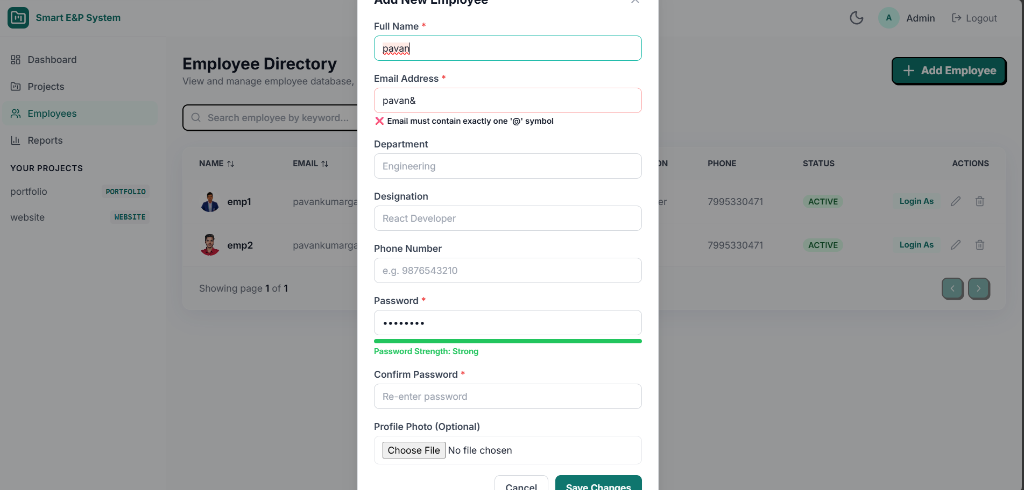 Smart E&P System
A
Admin
Logout
Dashboard
Projects
Employees
Reports
YOUR PROJECTS
portfolio PORTFOLIO
website WEBSITE
Employee Directory
View and manage employee database,
Add Employee
Search employee by keyword...
NAME EMAIL PHONE STATUS ACTIONS
emp1 7995330471 ACTIVE Login As
emp2 7995330471 ACTIVE Login As
Showing page 1 of 1
Add New Employee
Full Name *
pavan
Email Address *
pavan&
❌ Email must contain exactly one '@' symbol
Department
Engineering
Designation
React Developer
Phone Number
e.g. 9876543210
Password *
••••••••
Password Strength: Strong
Confirm Password *
Re-enter password
Profile Photo (Optional)
Choose File No file chosen
Cancel Save Changes